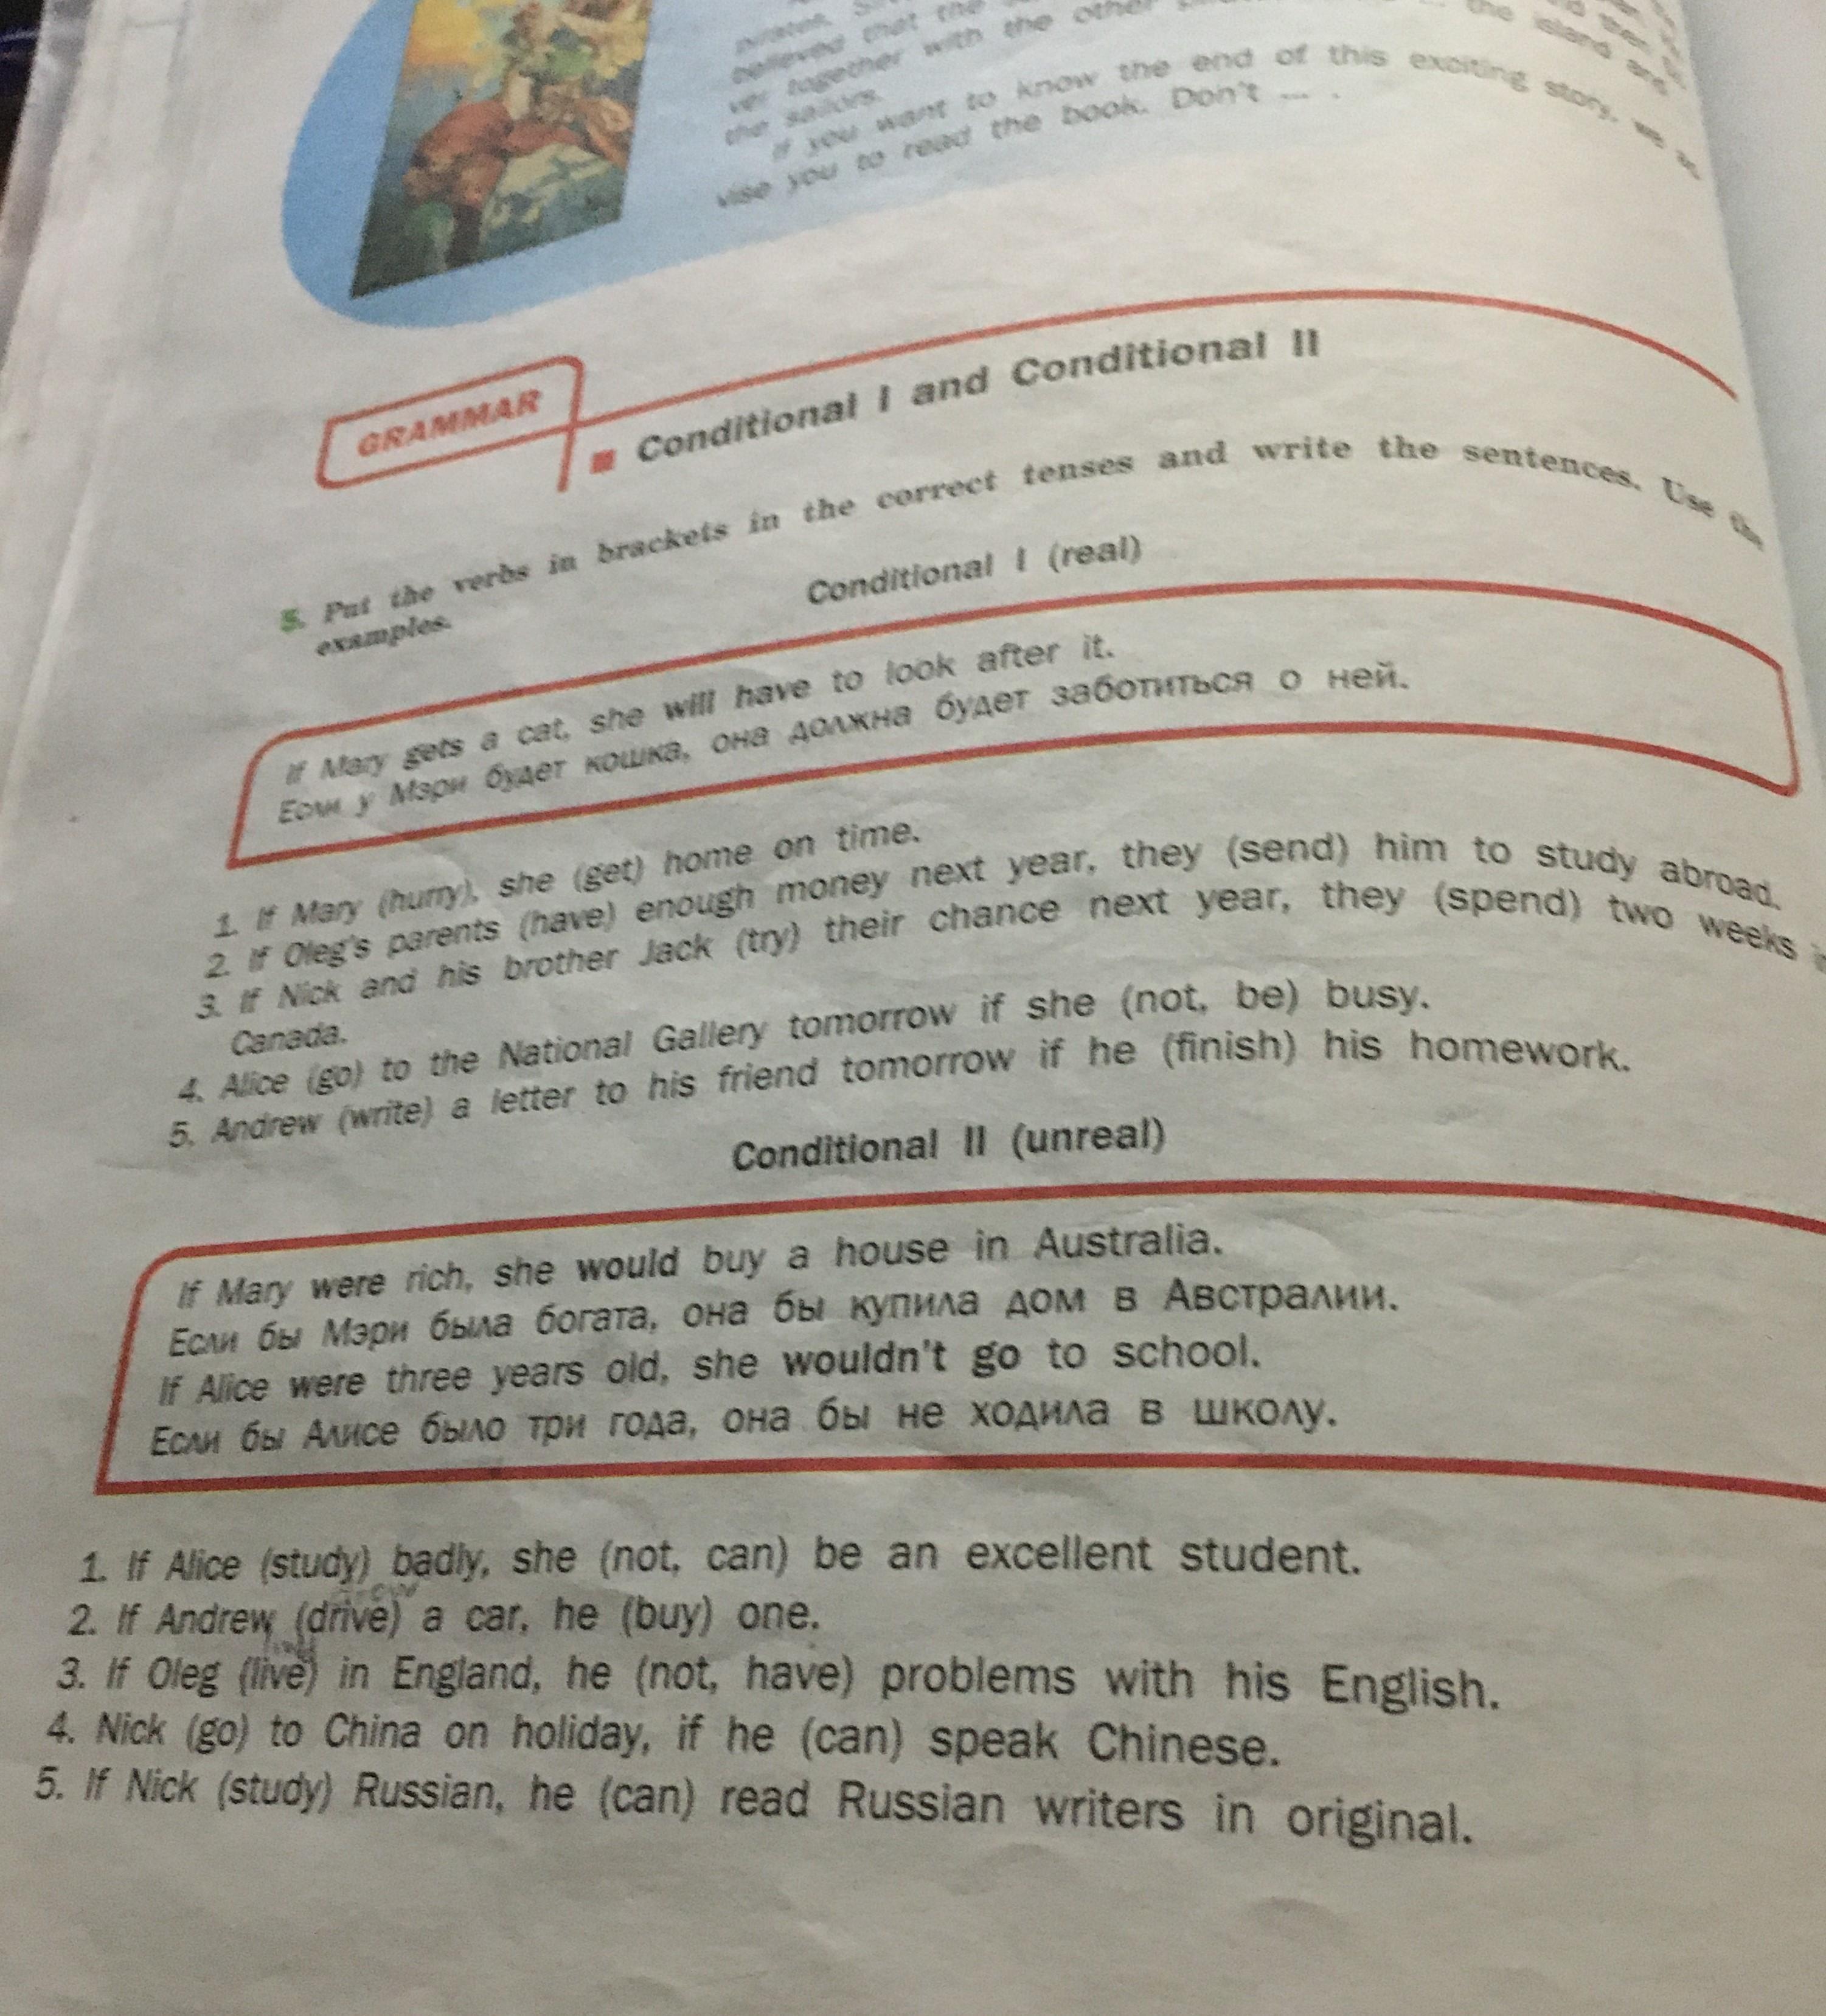 believed that the
ver together with the other
the island and
the sailors.
If you want to know the end of this exciting story, we
vise you to read the book. Don't ... .
GRAMMAR
Conditional I and Conditional II
5. Put the verbs in brackets in the correct tenses and write the sentences. Use the
examples.
Conditional I (real)
If Mary gets a cat, she will have to look after it.
Если у Мэри будет кошка, она должна будет заботиться о ней.
1. If Mary (hurry), she (get) home on time.
2. If Oleg's parents (have) enough money next year, they (send) him to study abroad.
3. If Nick and his brother Jack (try) their chance next year, they (spend) two weeks
Canada.
4. Alice (go) to the National Gallery tomorrow if she (not, be) busy.
5. Andrew (write) a letter to his friend tomorrow if he (finish) his homework.
Conditional II (unreal)
If Mary were rich, she would buy a house in Australia.
Если бы Мэри была богата, она бы купила дом в Австралии.
If Alice were three years old, she wouldn't go to school.
Если бы Алисе было три года, она бы не ходила в школу.
1. If Alice (study) badly, she (not, can) be an excellent student.
2. If Andrew (drive) a car, he (buy) one.
3. If Oleg (live) in England, he (not, have) problems with his English.
4. Nick (go) to China on holiday, if he (can) speak Chinese.
5. If Nick (study) Russian, he (can) read Russian writers in original.